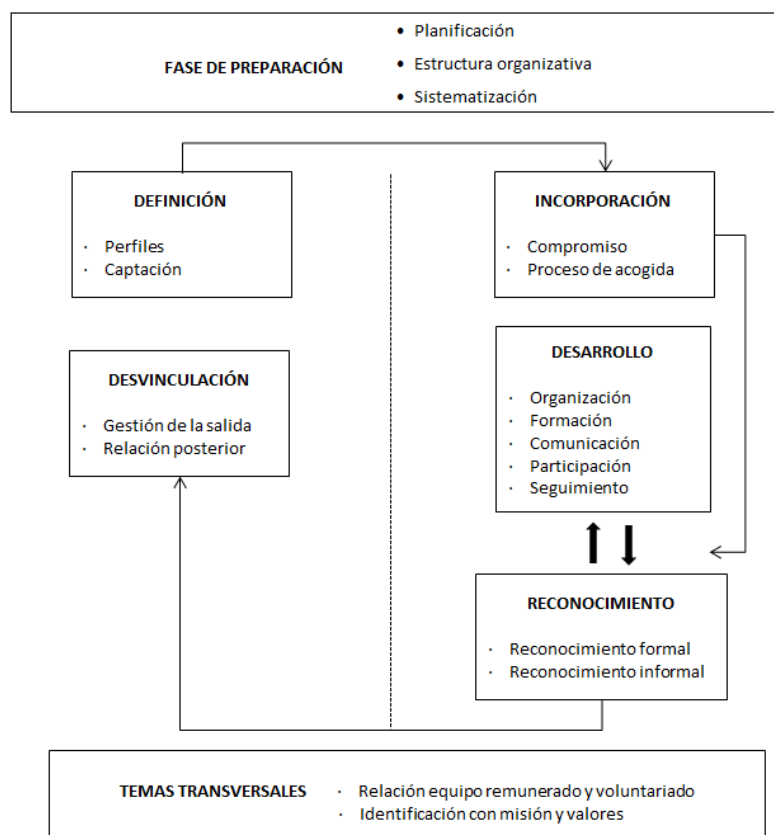 FASE DE PREPARACIÓN
• Planificación
• Estructura organizativa
• Sistematización
DEFINICIÓN
· Perfiles
· Captación
INCORPORACIÓN
· Compromiso
· Proceso de acogida
DESVINCULACIÓN
· Gestión de la salida
· Relación posterior
DESARROLLO
· Organización
· Formación
· Comunicación
· Participación
· Seguimiento
RECONOCIMIENTO
· Reconocimiento formal
· Reconocimiento informal
TEMAS TRANSVERSALES
· Relación equipo remunerado y voluntariado
· Identificación con misión y valores